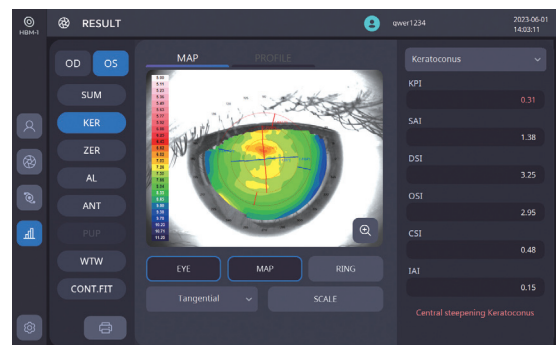 HBM-1
RESULT
qwer1234
2023-06-01
14:03:11
OD
OS
SUM
KER
ZER
AL
ANT
PUP
WTW
CONT.FIT
MAP
PROFILE
EYE
MAP
RING
Tangential
SCALE
Keratoconus
KPI
0.31
SAI
1.38
DSI
3.25
OSI
2.95
CSI
0.48
IAI
0.15
Central steepening Keratoconus